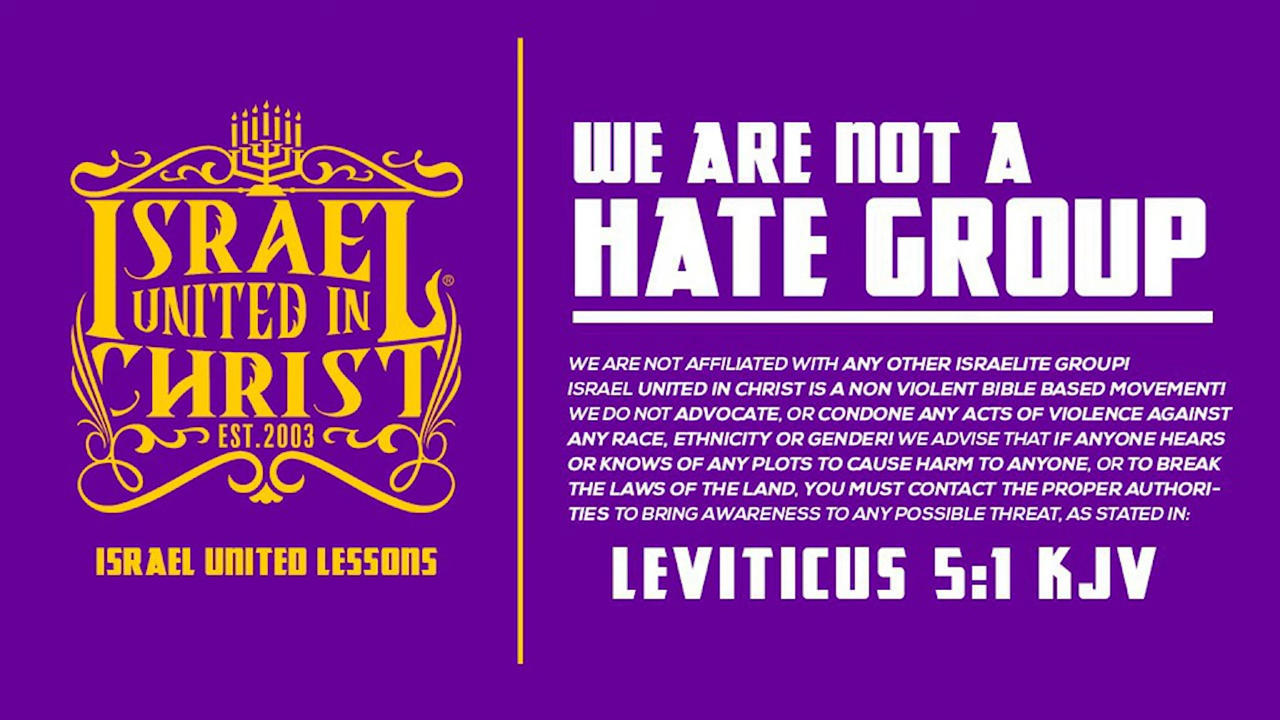 ISRAEL
UNITED IN
CHRIST
EST.2003
®
ISRAEL UNITED LESSONS
WE ARE NOT A
HATE GROUP
WE ARE NOT AFFILIATED WITH ANY OTHER ISRAELITE GROUP!
ISRAEL UNITED IN CHRIST IS A NON VIOLENT BIBLE BASED MOVEMENT!
WE DO NOT ADVOCATE, OR CONDONE ANY ACTS OF VIOLENCE AGAINST
ANY RACE, ETHNICITY OR GENDER! WE ADVISE THAT IF ANYONE HEARS
OR KNOWS OF ANY PLOTS TO CAUSE HARM TO ANYONE, OR TO BREAK
THE LAWS OF THE LAND, YOU MUST CONTACT THE PROPER AUTHORI-
TIES TO BRING AWARENESS TO ANY POSSIBLE THREAT, AS STATED IN:
LEVITICUS 5:1 KJV